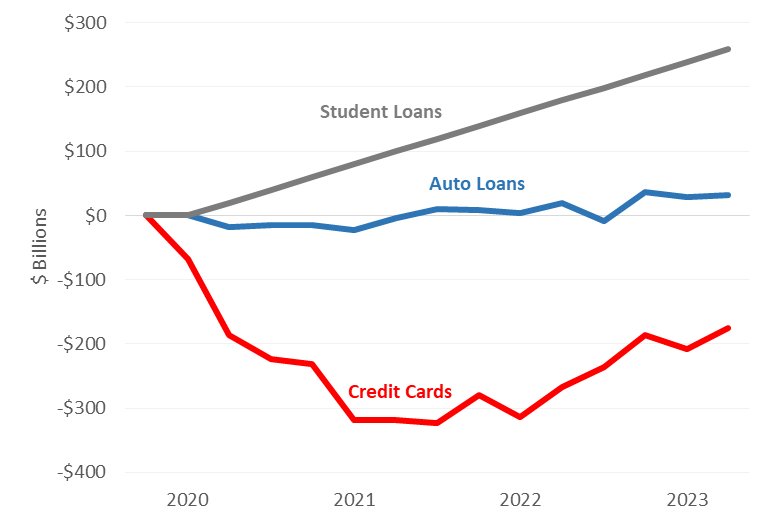 $300
$200
Student Loans
$100
Auto Loans
$0
$ Billions
-$100
-$200
-$300
Credit Cards
-$400
2020 2021 2022 2023